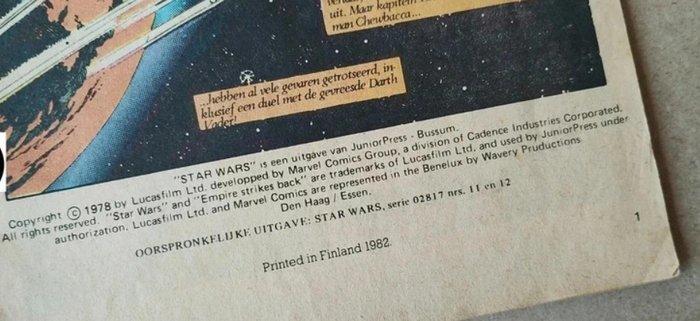 uit. Maar kapitein
man Chewbacca...
...hebben al vele gevaren getrotseerd, in-
klusief een duel met de gevreesde Darth
Vader!
"STAR WARS" is een uitgave van JuniorPress - Bussum.
Copyright © 1978 by Lucasfilm Ltd. developped by Marvel Comics Group, a division of Cadence Industries Corporated.
All rights reserved. "Star Wars" and "Empire strikes back" are trademarks of Lucasfilm Ltd. and used by JuniorPress under
authorization. Lucasfilm Ltd. and Marvel Comics are represented in the Benelux by Wavery Pruductions
Den Haag / Essen.
OORSPRONKELIJKE UITGAVE: STAR WARS, serie 02817 nrs. 11 en 12
Printed in Finland 1982.
1